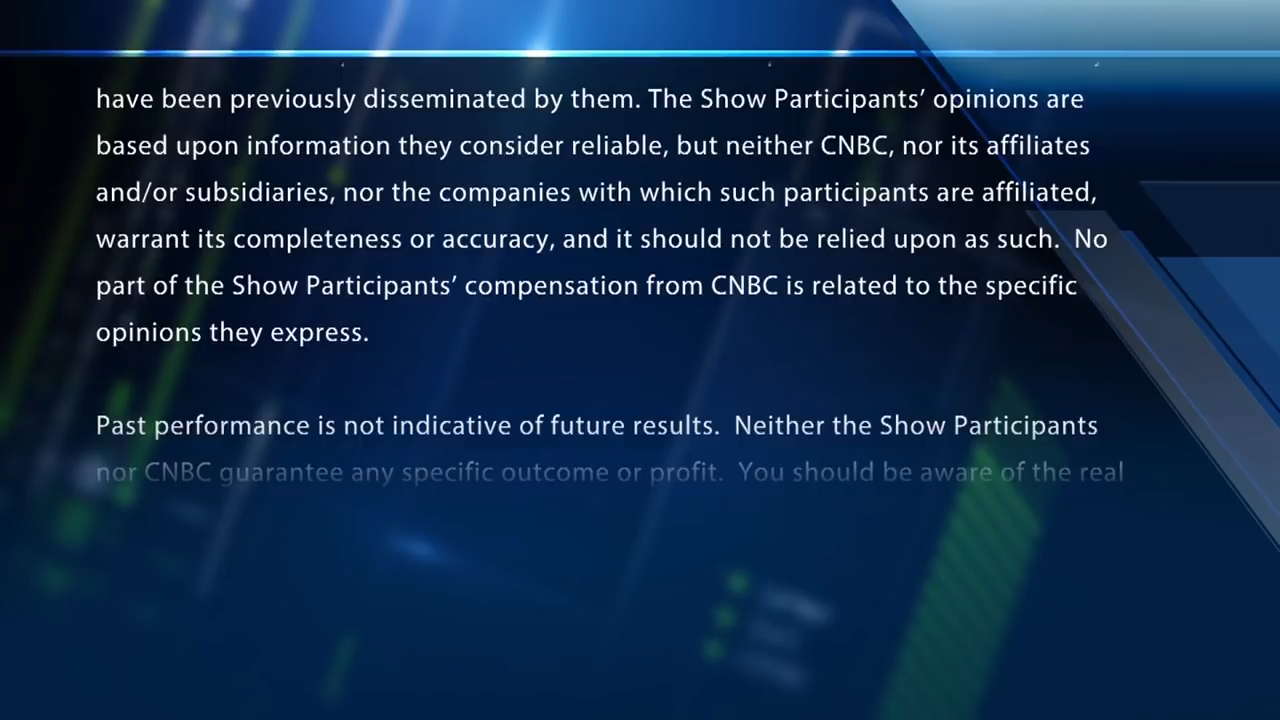 have been previously disseminated by them. The Show Participants’ opinions are
based upon information they consider reliable, but neither CNBC, nor its affiliates
and/or subsidiaries, nor the companies with which such participants are affiliated,
warrant its completeness or accuracy, and it should not be relied upon as such.  No
part of the Show Participants’ compensation from CNBC is related to the specific
opinions they express.
Past performance is not indicative of future results.  Neither the Show Participants
nor CNBC guarantee any specific outcome or profit.  You should be aware of the real